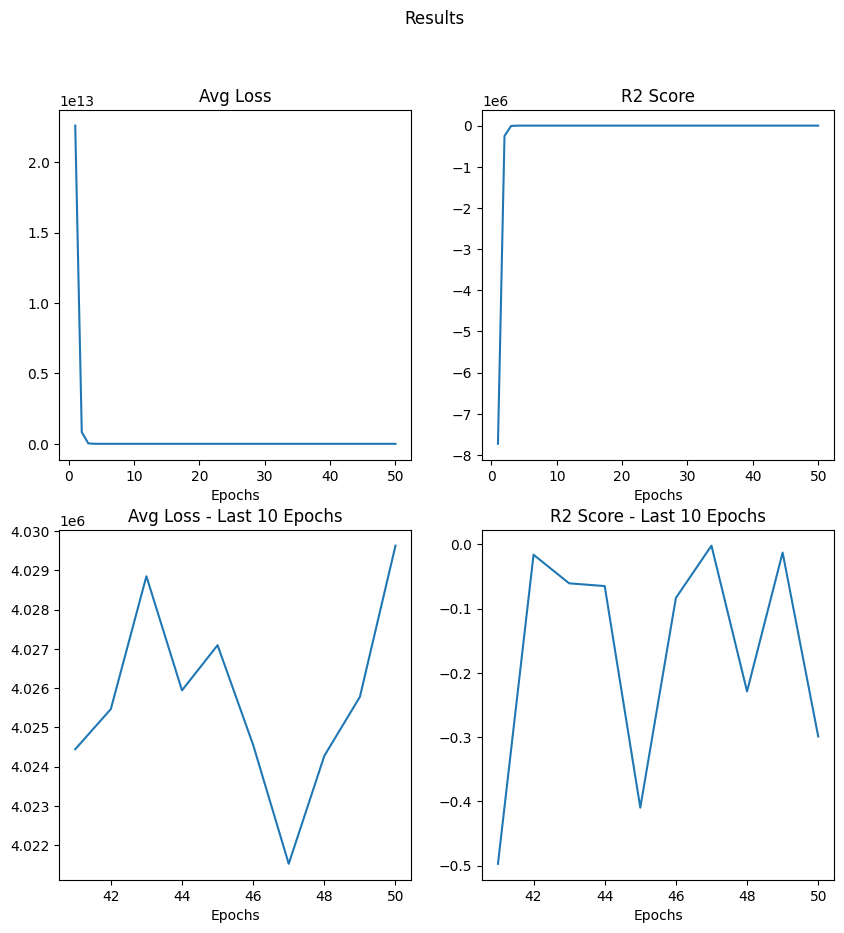 Results
Avg Loss
1e13
2.0
1.5
1.0
0.5
0.0
0 10 20 30 40 50
Epochs
R2 Score
1e6
0
−1
−2
−3
−4
−5
−6
−7
−8
0 10 20 30 40 50
Epochs
Avg Loss - Last 10 Epochs
1e6
4.030
4.029
4.028
4.027
4.026
4.025
4.024
4.023
4.022
42 44 46 48 50
Epochs
R2 Score - Last 10 Epochs
0.0
−0.1
−0.2
−0.3
−0.4
−0.5
42 44 46 48 50
Epochs